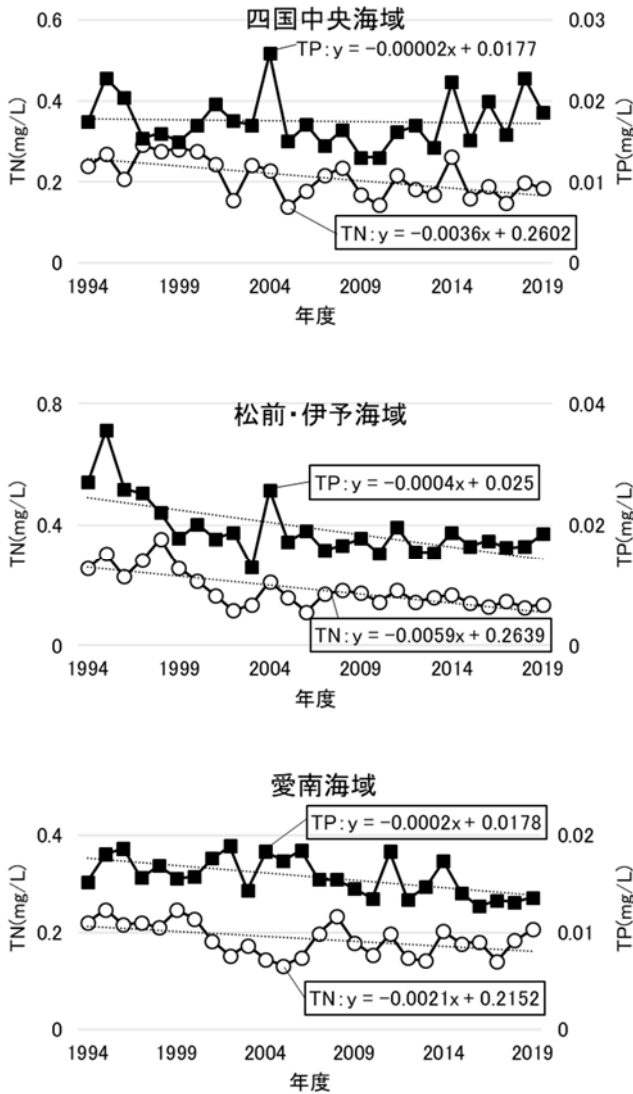 四国中央海域
0.6
0.4
0.2
0
TN(mg/L)
0.03
0.02
0.01
0
TP(mg/L)
TP:y = −0.00002x + 0.0177
TN:y = −0.0036x + 0.2602
1994 1999 2004 2009 2014 2019
年度
松前・伊予海域
0.8
0.4
0
TN(mg/L)
0.04
0.02
0
TP(mg/L)
TP:y = −0.0004x + 0.025
TN:y = −0.0059x + 0.2639
1994 1999 2004 2009 2014 2019
年度
愛南海域
0.4
0.2
0
TN(mg/L)
0.02
0.01
0
TP(mg/L)
TP:y = −0.0002x + 0.0178
TN:y = −0.0021x + 0.2152
1994 1999 2004 2009 2014 2019
年度